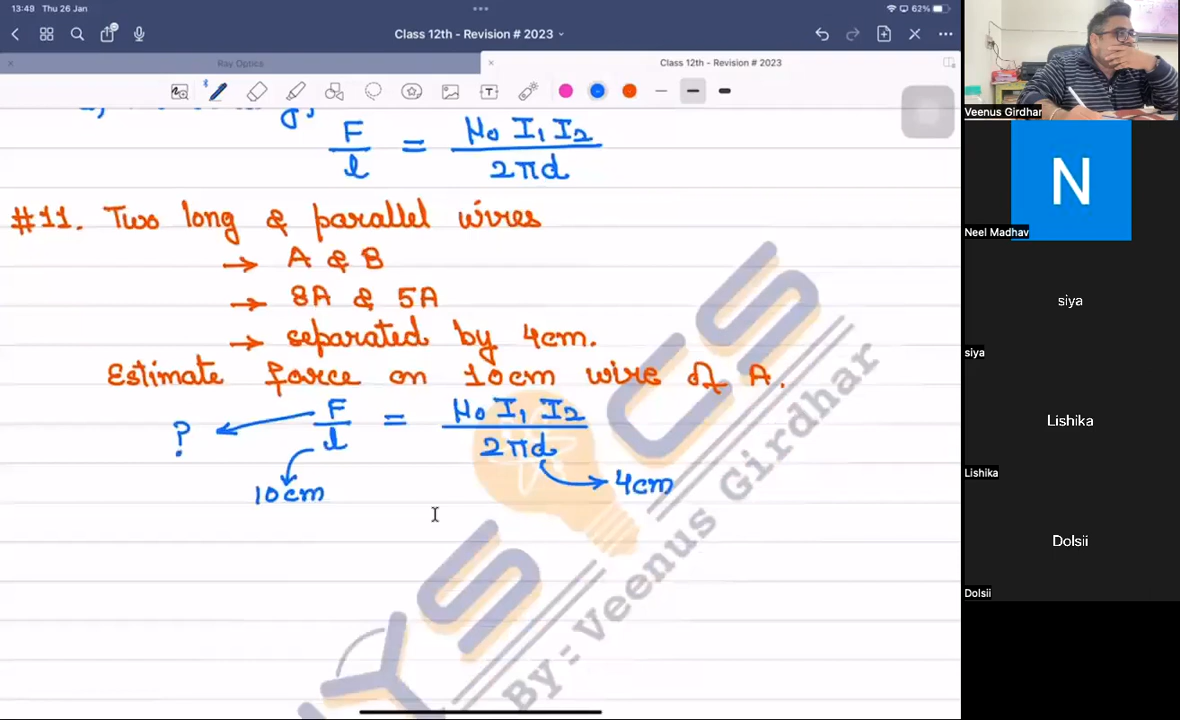 13:49 Thu 26 Jan
62%
Class 12th - Revision # 2023
Ray Optics
Class 12th - Revision # 2023
F/l = μ₀ I₁ I₂ / 2πd
#11. Two long & parallel wires
→ A & B
→ 8A & 5A
→ separated by 4cm.
Estimate force on 10cm wire of A.
? ← F/l = μ₀ I₁ I₂ / 2πd
10cm
4cm
By: Veenus Girdhar
Veenus Girdhar
N
Neel Madhav
siya
siya
Lishika
Lishika
Dolsii
Dolsii